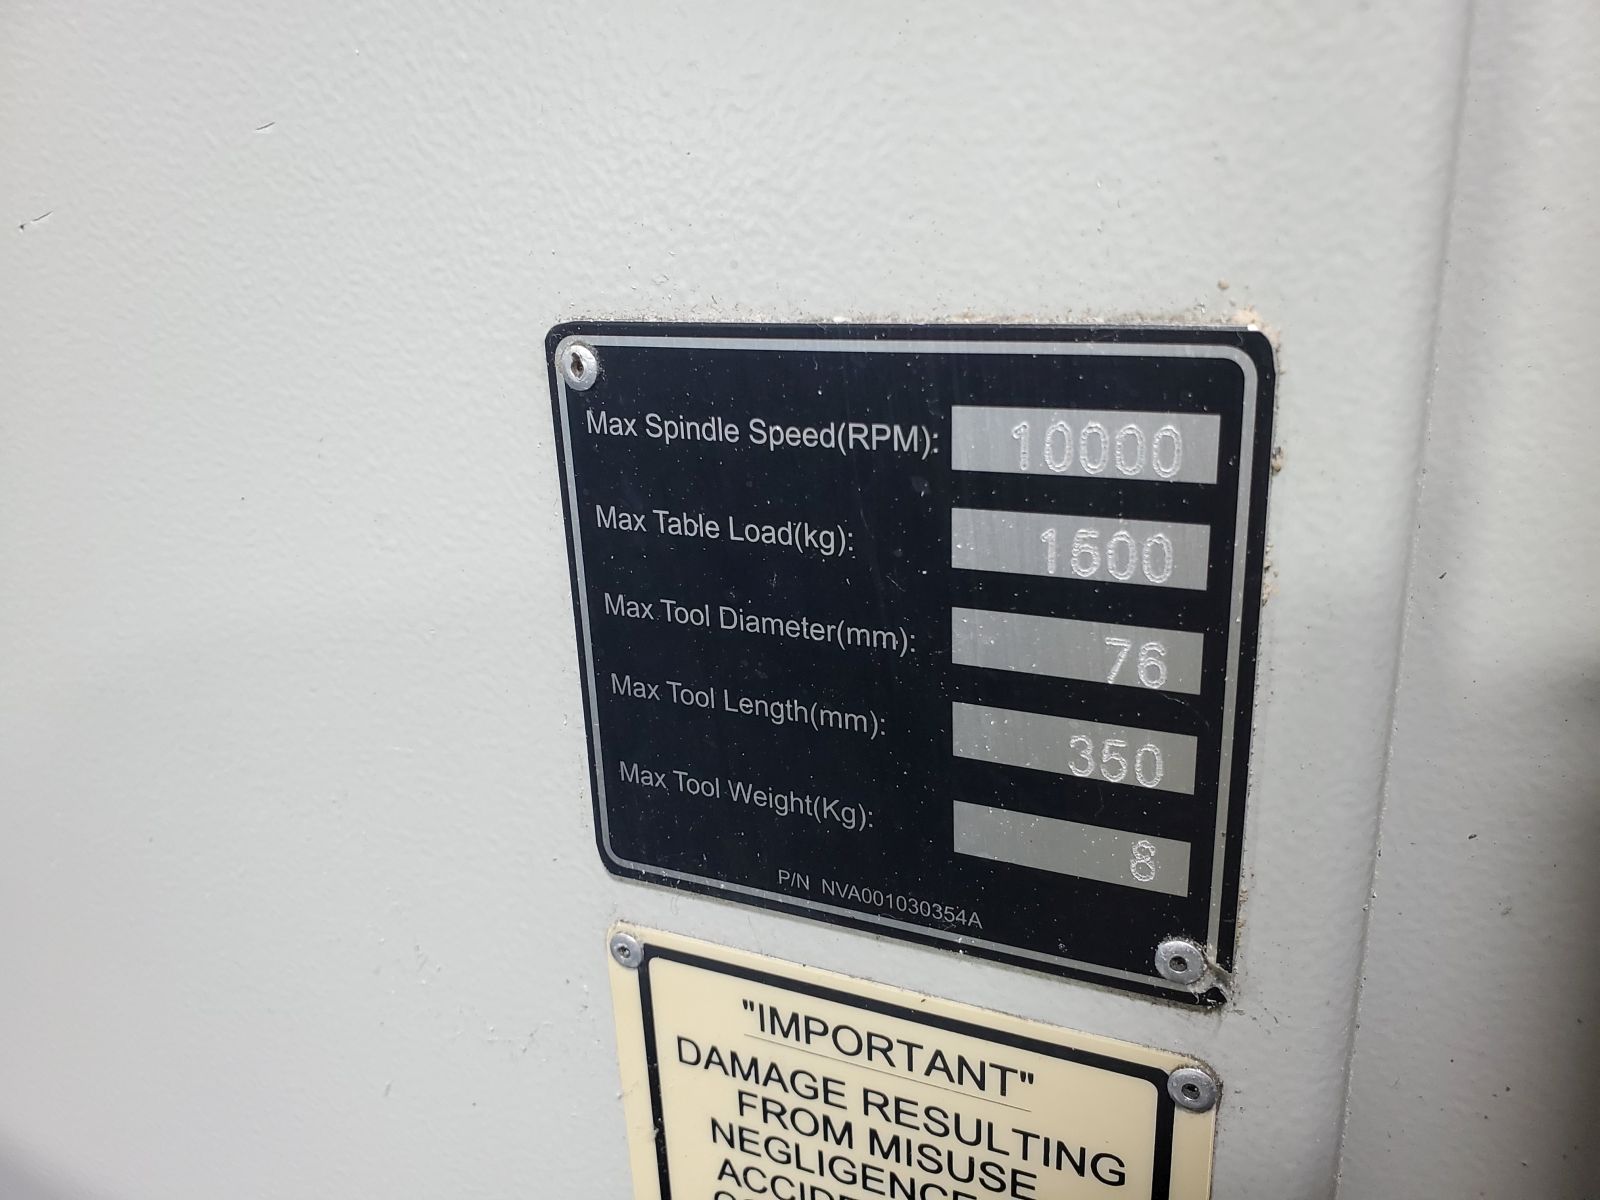 Max Spindle Speed(RPM): 10000
Max Table Load(kg): 1600
Max Tool Diameter(mm): 76
Max Tool Length(mm): 350
Max Tool Weight(Kg): 8
P/N NVA001030354A
"IMPORTANT"
DAMAGE RESULTING
FROM MISUSE
NEGLIGENCE